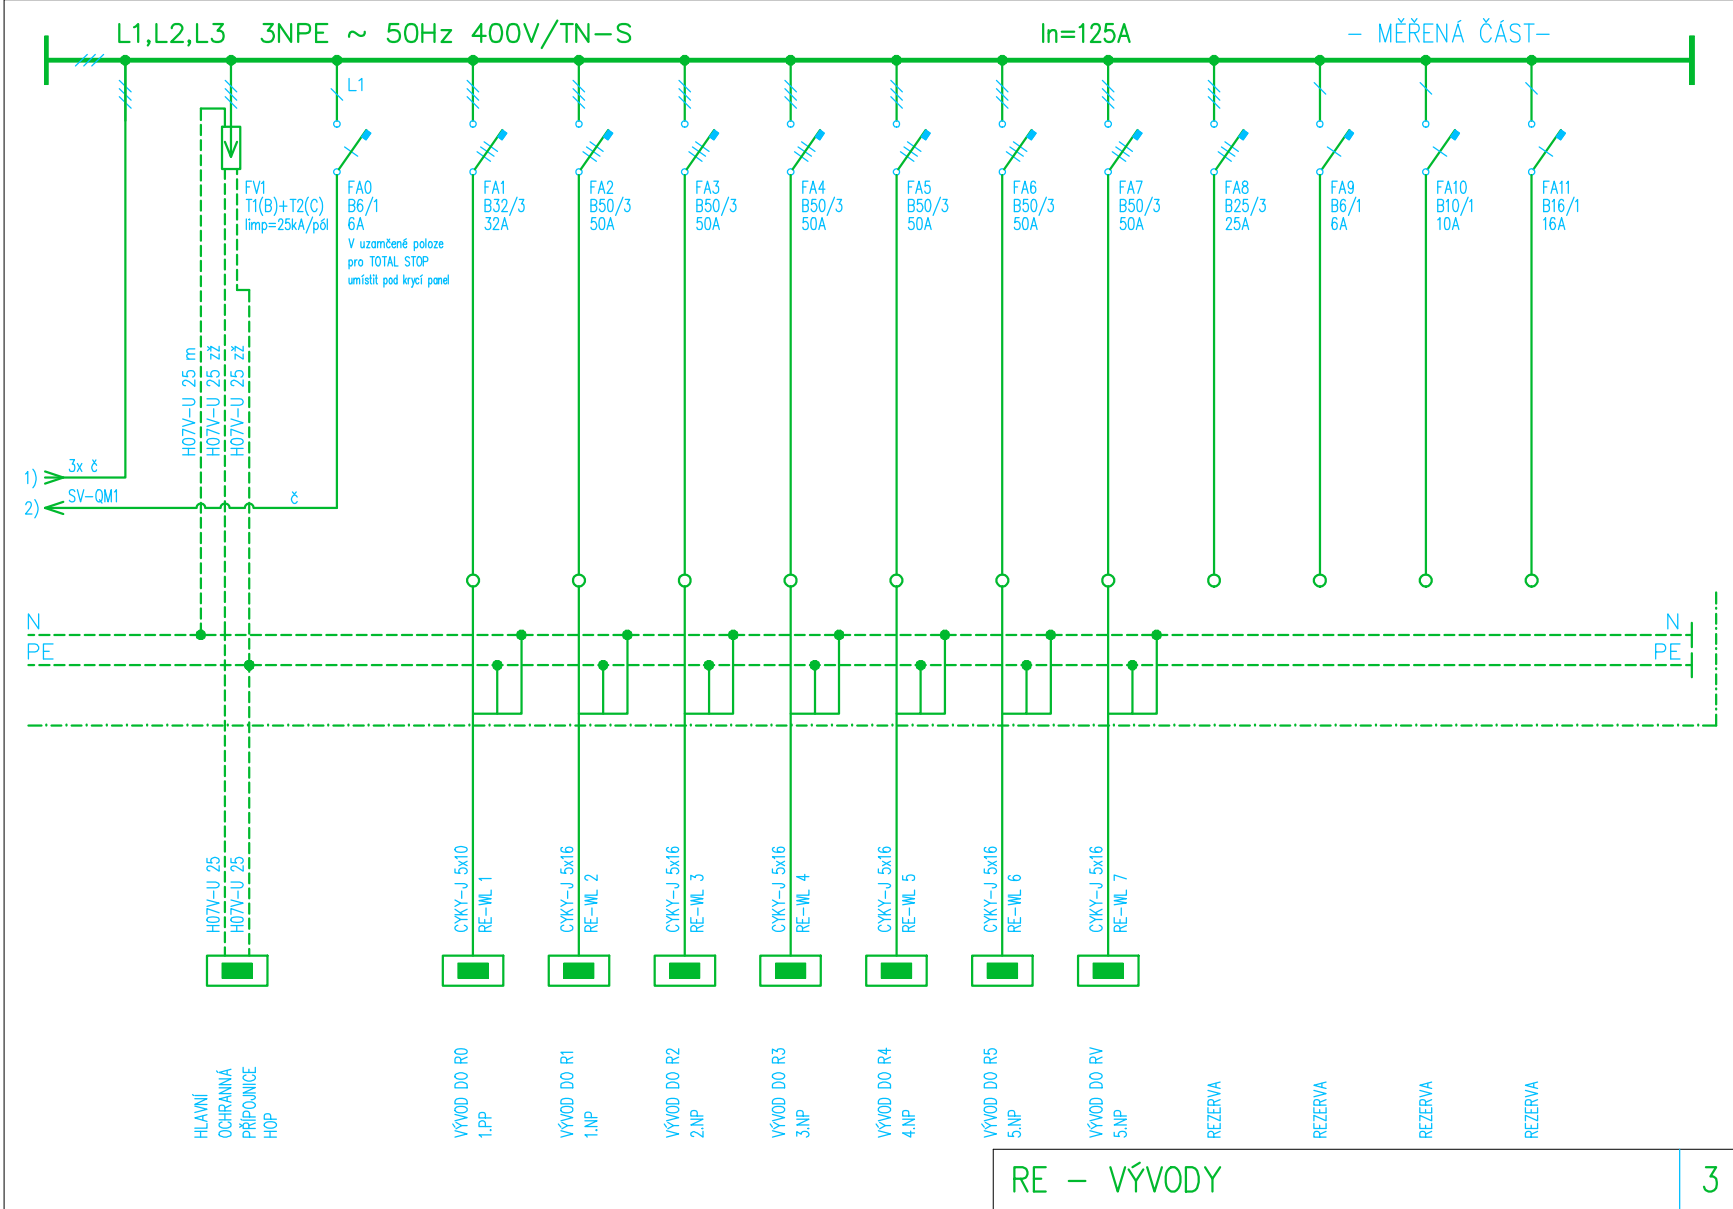 L1,L2,L3 3NPE ~ 50Hz 400V/TN-S
In=125A
- MĚŘENÁ ČÁST-
L1
FV1
T1(B)+T2(C)
Iimp=25kA/pól
FA0
B6/1
6A
V uzamčené poloze
pro TOTAL STOP
umístit pod krycí panel
FA1
B32/3
32A
FA2
B50/3
50A
FA3
B50/3
50A
FA4
B50/3
50A
FA5
B50/3
50A
FA6
B50/3
50A
FA7
B50/3
50A
FA8
B25/3
25A
FA9
B6/1
6A
FA10
B10/1
10A
FA11
B16/1
16A
H07V-U 25 m
H07V-U 25 zž
H07V-U 25 zž
1)
3x č
2)
SV-QM1
č
N
N
PE
PE
H07V-U 25
H07V-U 25
CYKY-J 5x10
RE-WL 1
CYKY-J 5x16
RE-WL 2
CYKY-J 5x16
RE-WL 3
CYKY-J 5x16
RE-WL 4
CYKY-J 5x16
RE-WL 5
CYKY-J 5x16
RE-WL 6
CYKY-J 5x16
RE-WL 7
HLAVNÍ
OCHRANNÁ
PŘÍPOJNICE
HOP
VÝVOD DO R0
1.PP
VÝVOD DO R1
1.NP
VÝVOD DO R2
2.NP
VÝVOD DO R3
3.NP
VÝVOD DO R4
4.NP
VÝVOD DO R5
5.NP
VÝVOD DO RV
5.NP
REZERVA
REZERVA
REZERVA
REZERVA
RE - VÝVODY
3